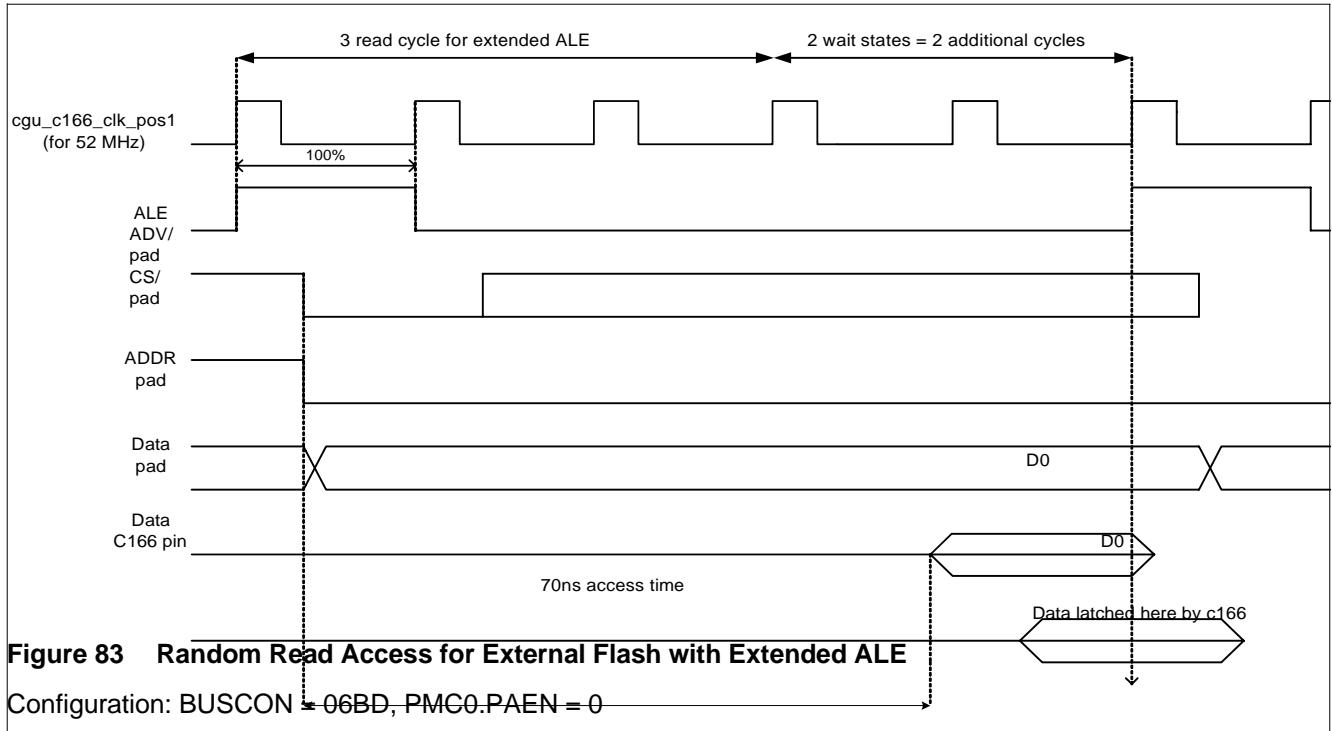 3 read cycle for extended ALE
2 wait states = 2 additional cycles
cgu_c166_clk_pos1
(for 52 MHz)
100%
ALE
ADV/
pad
CS/
pad
ADDR
pad
Data
pad
D0
Data
C166 pin
D0
70ns access time
Data latched here by c166
Figure 83 Random Read Access for External Flash with Extended ALE
Configuration: BUSCON = 06BD, PMC0.PAEN = 0